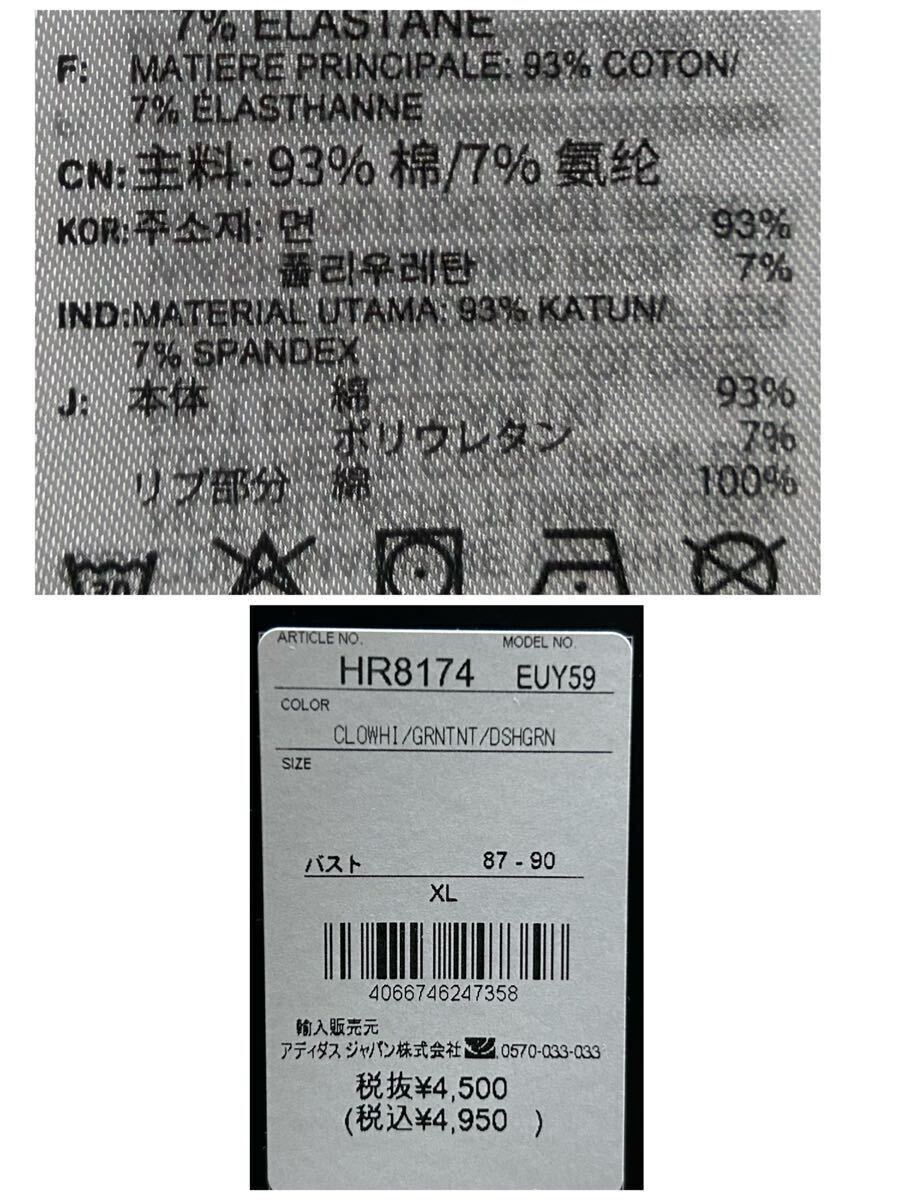 7% ELASTANE
F: MATIÈRE PRINCIPALE: 93% COTON/
7% ÉLASTHANNE
CN: 主料: 93% 棉/7% 氨纶
KOR: 주소재: 면 93%
폴리우레탄 7%
IND: MATERIAL UTAMA: 93% KATUN/
7% SPANDEX
J: 本体 綿 93%
ポリウレタン 7%
リブ部分 綿 100%
30
ARTICLE NO. MODEL NO.
HR8174 EUY59
COLOR
CLOWHI/GRNTNT/DSHGRN
SIZE
バスト 87 - 90
XL
4066746247358
輸入販売元
アディダス ジャパン株式会社 0570-033-033
税抜¥4,500
(税込¥4,950 )